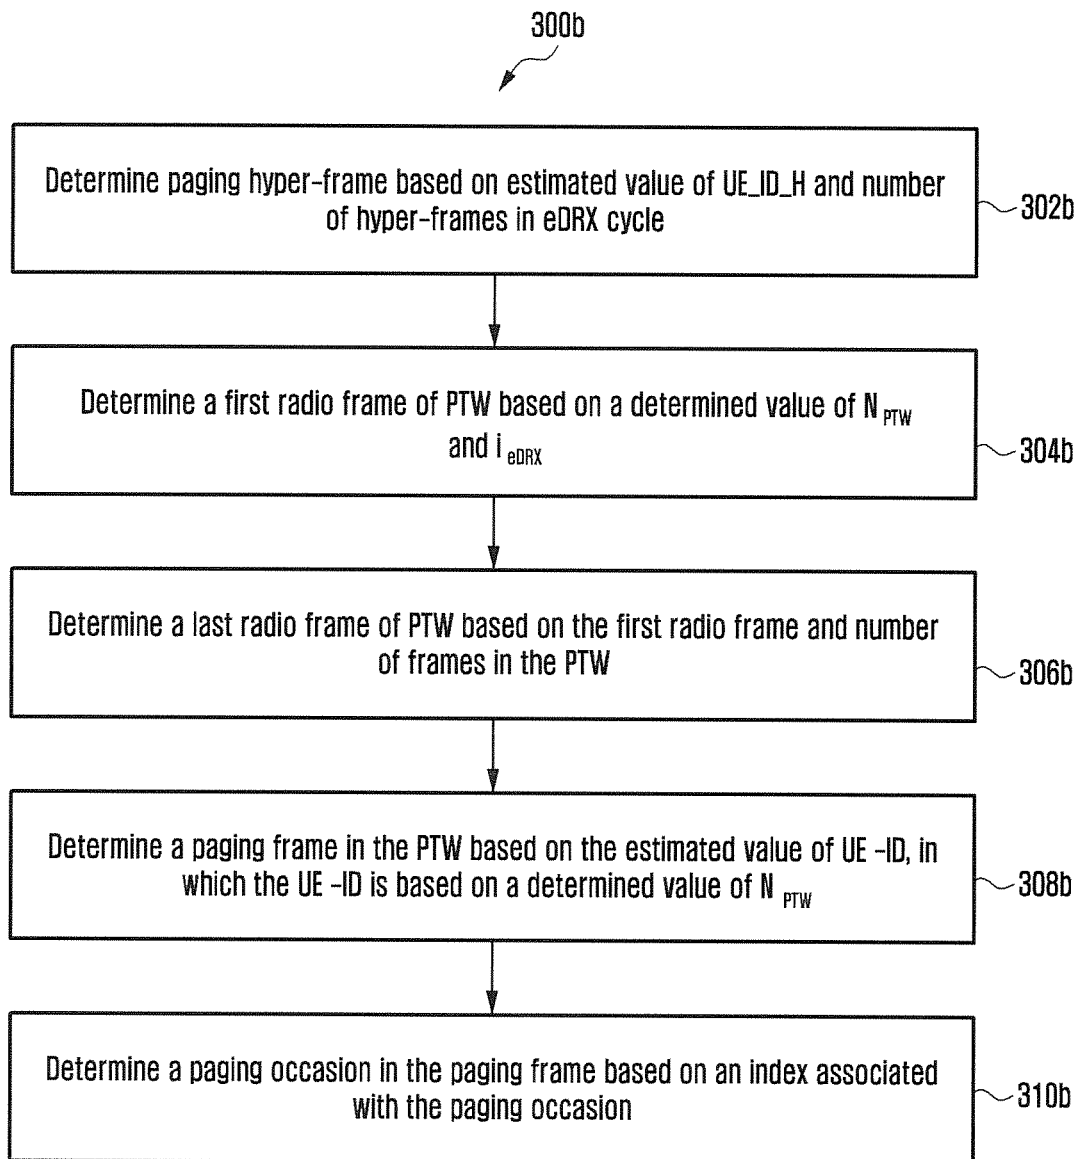 300b
Determine paging hyper-frame based on estimated value of UE_ID_H and number
of hyper-frames in eDRX cycle
302b
Determine a first radio frame of PTW based on a determined value of N PTW
and i eDRX
304b
Determine a last radio frame of PTW based on the first radio frame and number
of frames in the PTW
306b
Determine a paging frame in the PTW based on the estimated value of UE -ID, in
which the UE -ID is based on a determined value of N PTW
308b
Determine a paging occasion in the paging frame based on an index associated
with the paging occasion
310b